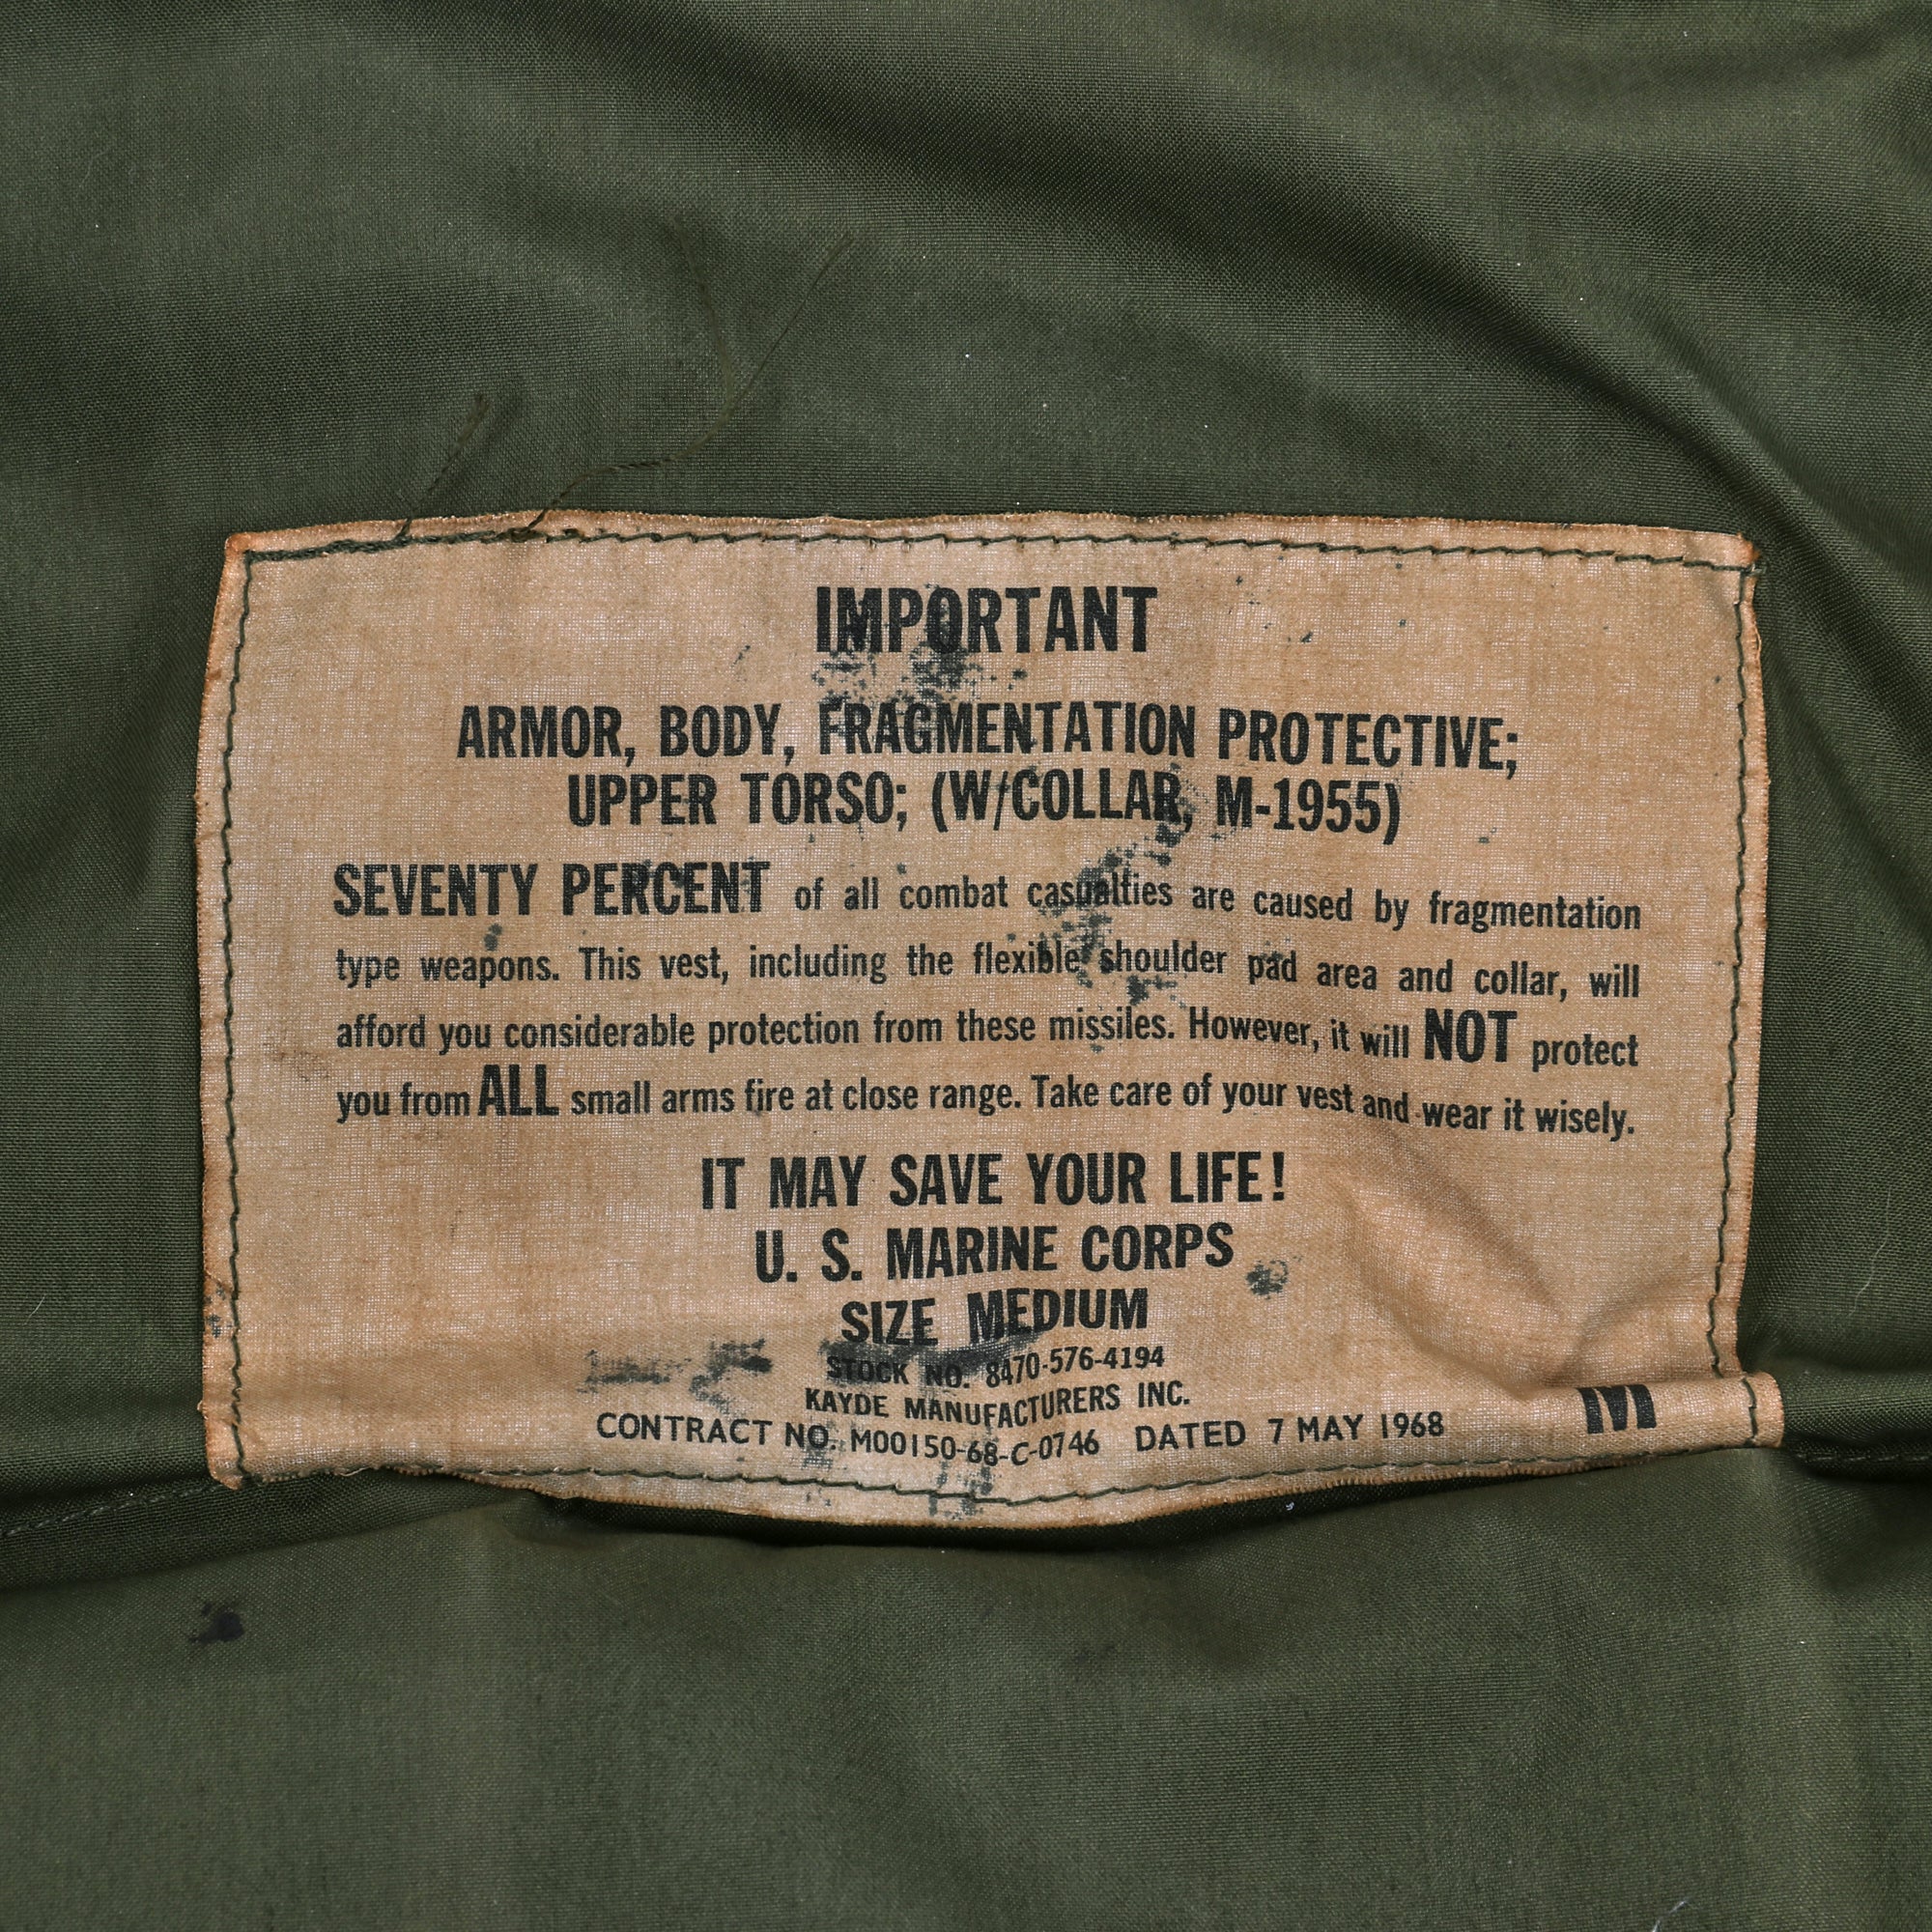 IMPORTANT
ARMOR, BODY, FRAGMENTATION PROTECTIVE;
UPPER TORSO; (W/COLLAR, M-1955)
SEVENTY PERCENT of all combat casualties are caused by fragmentation
type weapons. This vest, including the flexible shoulder pad area and collar, will
afford you considerable protection from these missiles. However, it will NOT protect
you from ALL small arms fire at close range. Take care of your vest and wear it wisely.
IT MAY SAVE YOUR LIFE!
U. S. MARINE CORPS
SIZE MEDIUM
STOCK NO. 8470-576-4194
KAYDE MANUFACTURERS INC.
CONTRACT NO. M00150-68-C-0746 DATED 7 MAY 1968
M